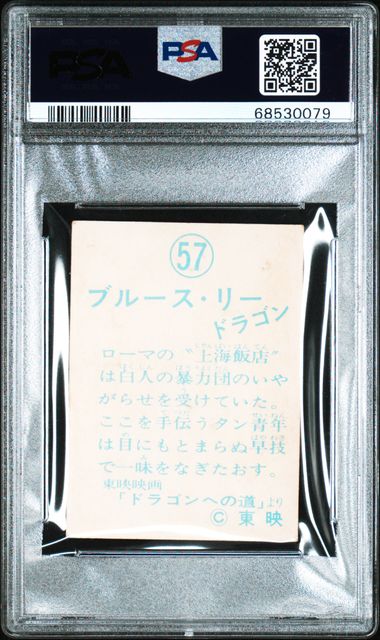 PSA
PSA
68530079
57
ブルース・リー
ドラゴン
ローマの〝上海飯店〟
は白人の暴力団のいや
がらせを受けていた。
ここを手伝うタン青年
は目にもとまらぬ早技
で一味をなぎたおす。
東映映画
「ドラゴンへの道」より
© 東映